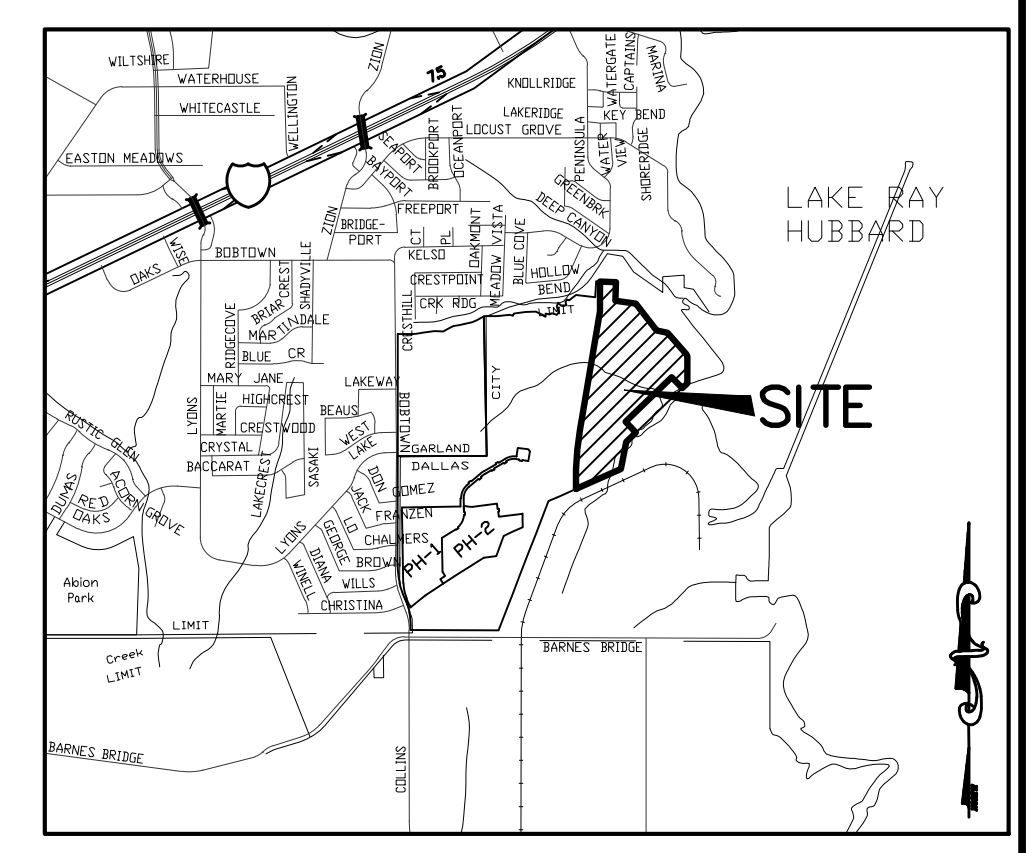 WILTSHIRE
WATERHOUSE
WHITECASTLE
WELLINGTON
EASTON MEADOWS
ZION
75
KNOLLRIDGE
WATERGATE
CAPTAINS
MARINA
LAKERIDGE
KEY BEND
LOCUST GROVE
PENINSULA
WATER
VIEW
SHORERIDGE
SEAPORT
BAYPORT
BROOKPORT
OCEANPORT
GREENBRK
DEEP CANYON
FREEPORT
BRIDGE-
PORT
ZION
LAKE RAY
HUBBARD
WISE
OAKS
BOBTOWN
CT
PL
KELSO
OAKMONT
MEADOW VISTA
BLUE COVE
HOLLOW
BEND
CRESTPOINT
CRK RDG
CRESTHILL
LIMIT
CITY
BRIAR CREST
SHADYVILLE
MARTINDALE
RIDGECOVE
BLUE CR
MARY JANE
LAKEWAY
HIGHCREST
MARTIE
CRESTWOOD
LYONS
CRYSTAL
BACCARAT
LAKECREST
SASAKI
BEAUS
WEST
LAKE
BOBTOWN
GARLAND
DALLAS
SITE
RUSTIC GLEN
DUMAS
RED
OAKS
ACORN GROVE
DON
GOMEZ
JACK
FRANZEN
LO
GEORGE
CHALMERS
BROWN
LYONS
DIANA
WINELL
WILLS
CHRISTINA
PH-1
PH-2
Abion
Park
LIMIT
Creek
LIMIT
BARNES BRIDGE
BARNES BRIDGE
COLLINS